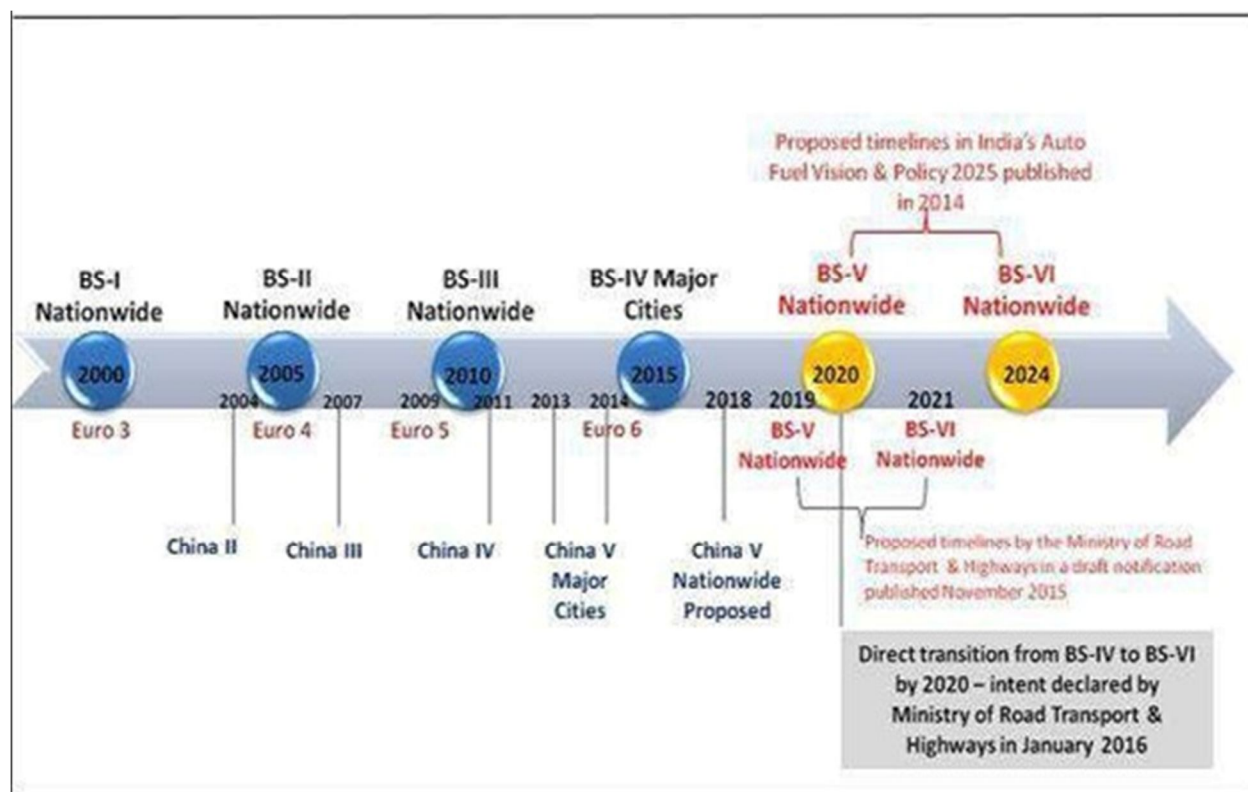 Proposed timelines in India's Auto
Fuel Vision & Policy 2025 published
in 2014
BS-I
Nationwide
BS-II
Nationwide
BS-III
Nationwide
BS-IV Major
Cities
BS-V
Nationwide
BS-VI
Nationwide
2000
2005
2010
2015
2020
2024
2004
2007
2009
2011
2013
2014
2018
2019
2021
Euro 3
Euro 4
Euro 5
Euro 6
BS-V
Nationwide
BS-VI
Nationwide
China II
China III
China IV
China V
Major
Cities
China V
Nationwide
Proposed
Proposed timelines by the Ministry of Road
Transport & Highways in a draft notification
published November 2015
Direct transition from BS-IV to BS-VI
by 2020 – intent declared by
Ministry of Road Transport &
Highways in January 2016